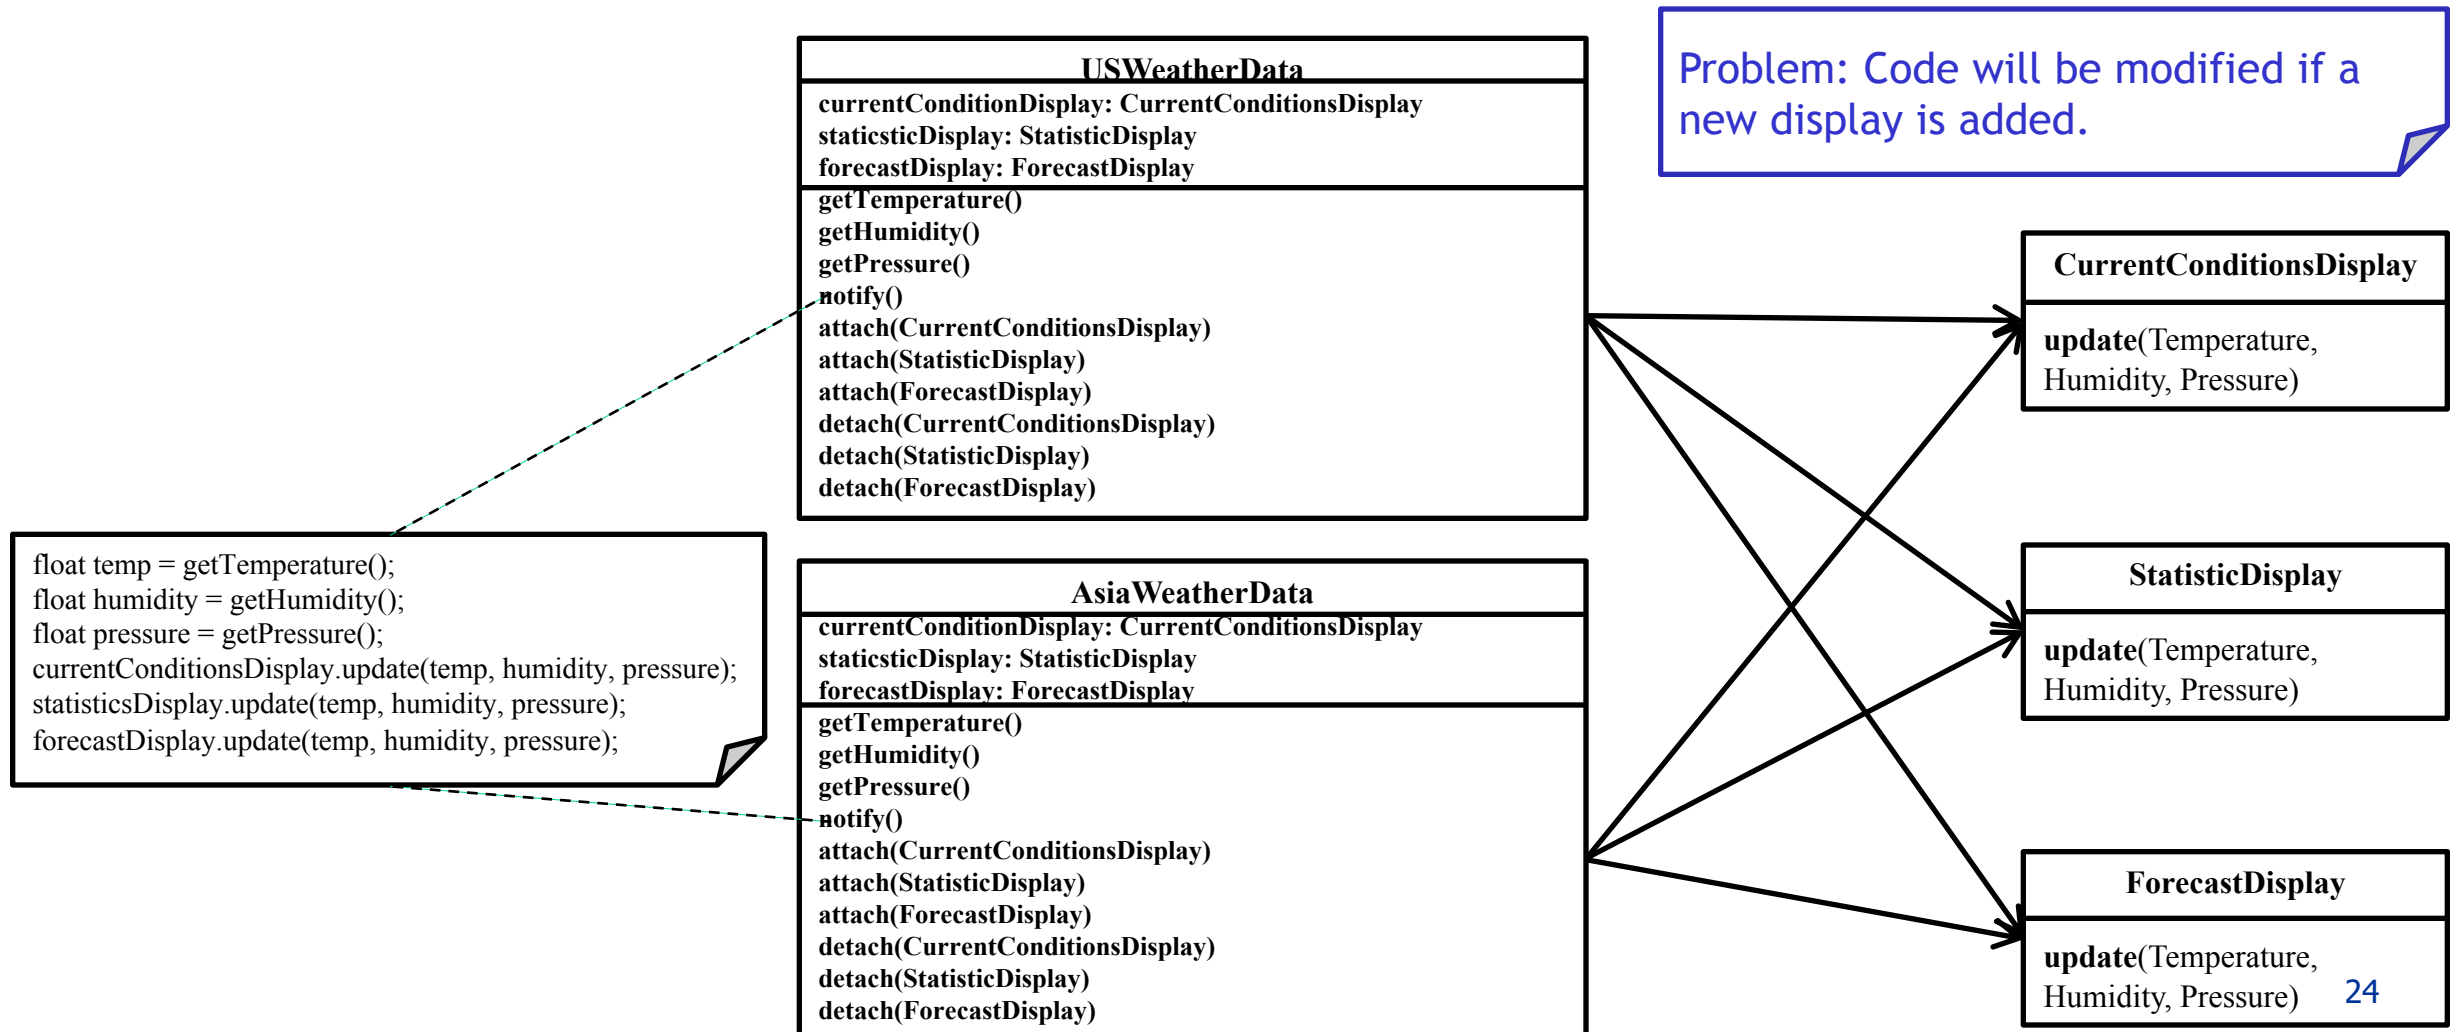 USWeatherData
currentConditionDisplay: CurrentConditionsDisplay
staticsticDisplay: StatisticDisplay
forecastDisplay: ForecastDisplay
getTemperature()
getHumidity()
getPressure()
notify()
attach(CurrentConditionsDisplay)
attach(StatisticDisplay)
attach(ForecastDisplay)
detach(CurrentConditionsDisplay)
detach(StatisticDisplay)
detach(ForecastDisplay)
Problem: Code will be modified if a
new display is added.
CurrentConditionsDisplay
update(Temperature,
Humidity, Pressure)
float temp = getTemperature();
float humidity = getHumidity();
float pressure = getPressure();
currentConditionsDisplay.update(temp, humidity, pressure);
statisticsDisplay.update(temp, humidity, pressure);
forecastDisplay.update(temp, humidity, pressure);
AsiaWeatherData
currentConditionDisplay: CurrentConditionsDisplay
staticsticDisplay: StatisticDisplay
forecastDisplay: ForecastDisplay
getTemperature()
getHumidity()
getPressure()
notify()
attach(CurrentConditionsDisplay)
attach(StatisticDisplay)
attach(ForecastDisplay)
detach(CurrentConditionsDisplay)
detach(StatisticDisplay)
detach(ForecastDisplay)
StatisticDisplay
update(Temperature,
Humidity, Pressure)
ForecastDisplay
update(Temperature,
Humidity, Pressure)
24